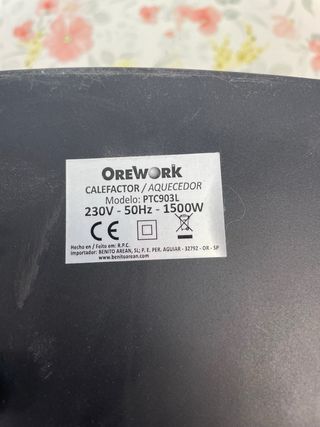 OREWORK
CALEFACTOR / AQUECEDOR
Modelo: PTC903L
230V - 50Hz - 1500W
CE
Hecho en / Feito em: R.P.C.
importador: BENITO AREAN, SL; P. E. PER. AGUIAR - 32792 - OR - SP
www.benitoarean.com